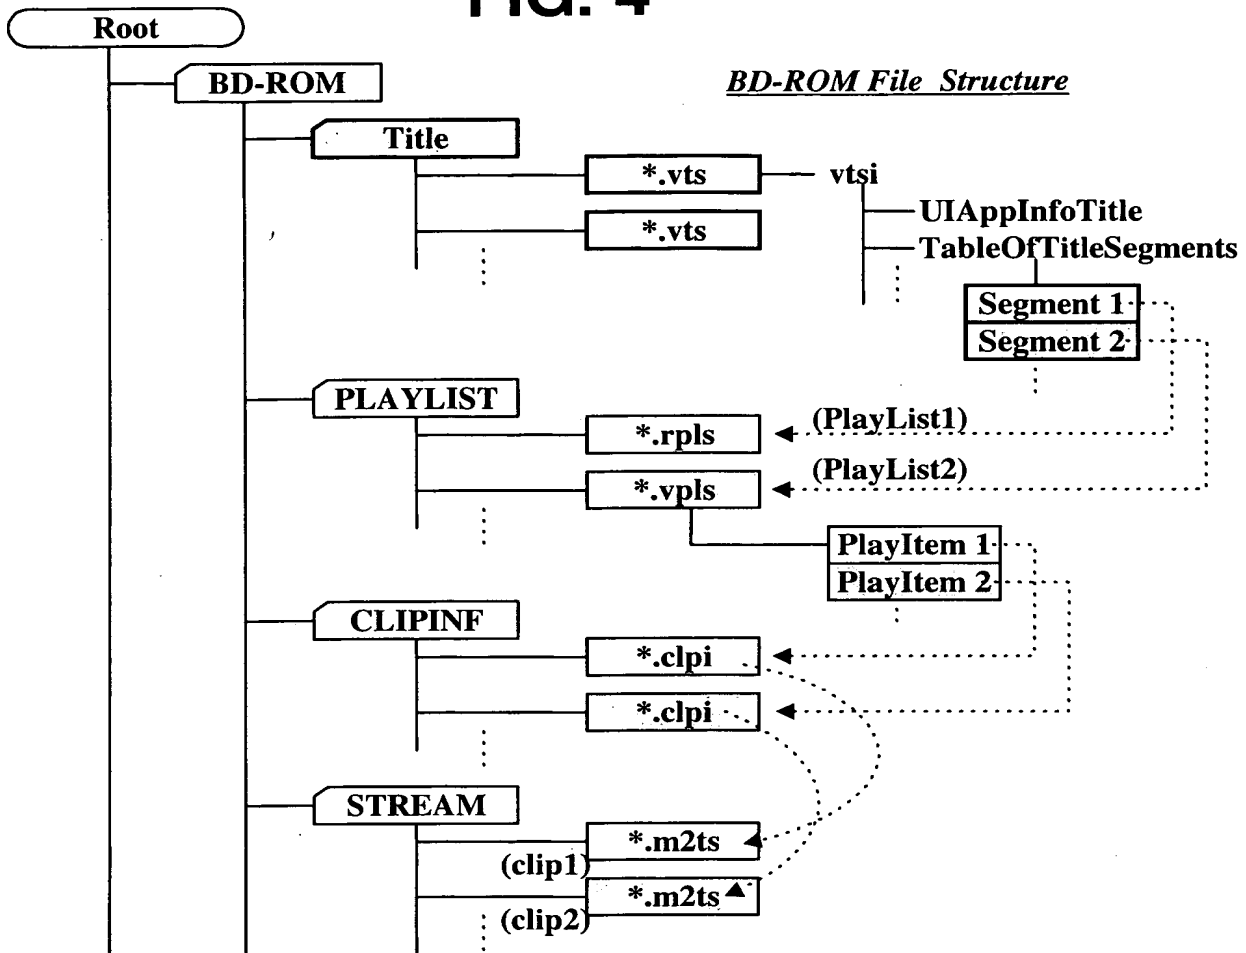 FIG. 4
Root
BD-ROM
BD-ROM File Structure
Title
*.vts
vtsi
UIAppInfoTitle
*.vts
TableOfTitleSegments
Segment 1
Segment 2
PLAYLIST
*.rpls
(PlayList1)
*.vpls
(PlayList2)
PlayItem 1
PlayItem 2
CLIPINF
*.clpi
*.clpi
STREAM
*.m2ts
(clip1)
*.m2ts
(clip2)